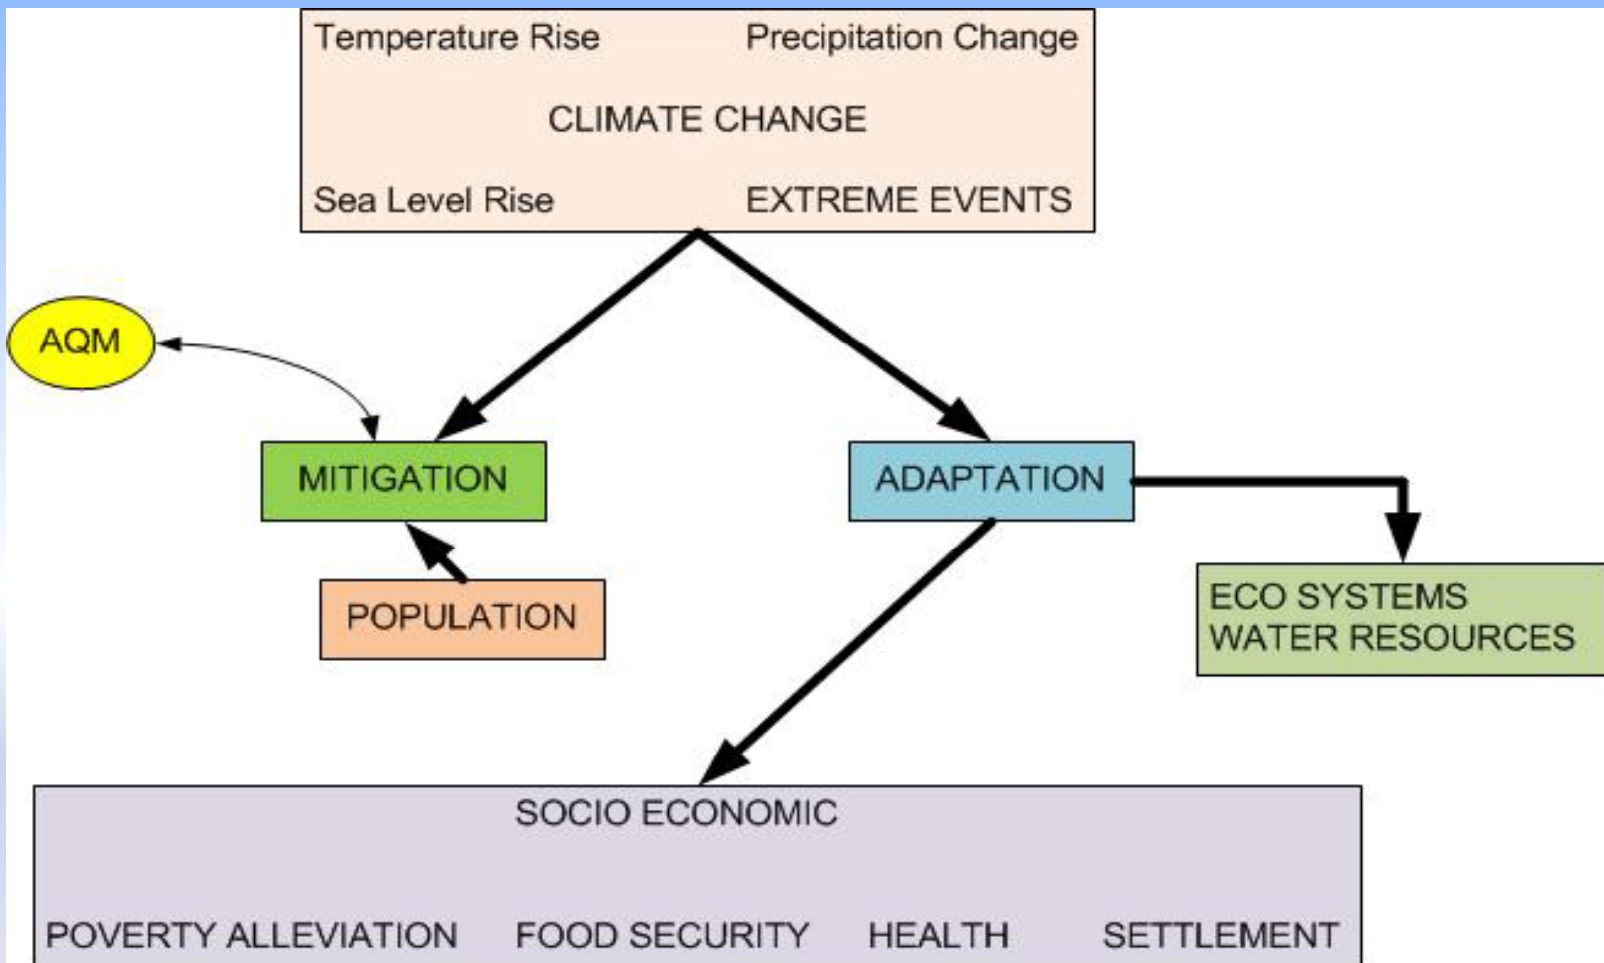 Temperature Rise Precipitation Change
CLIMATE CHANGE
Sea Level Rise EXTREME EVENTS
AQM
MITIGATION
ADAPTATION
POPULATION
ECO SYSTEMS
WATER RESOURCES
SOCIO ECONOMIC
POVERTY ALLEVIATION FOOD SECURITY HEALTH SETTLEMENT